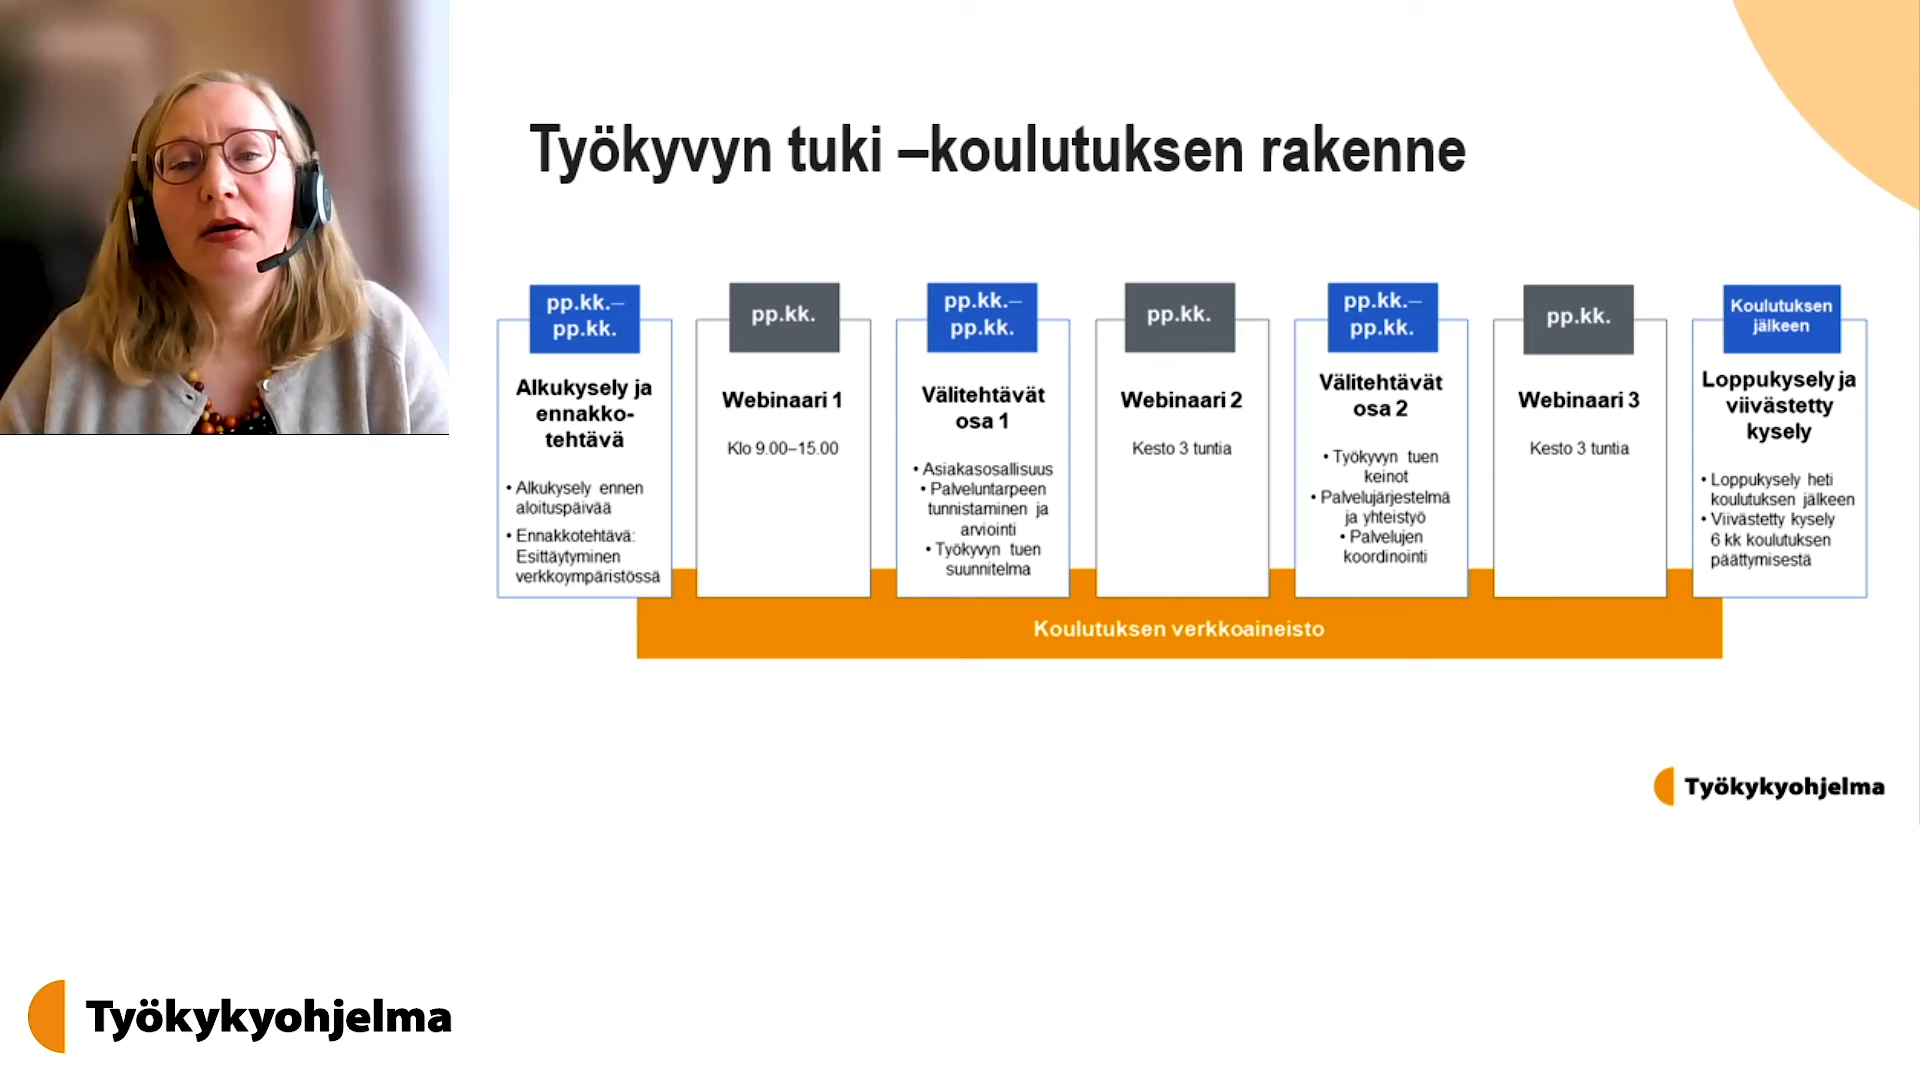 Työkyvyn tuki –koulutuksen rakenne
pp.kk.–
pp.kk.
Alkukysely ja
ennakko-
tehtävä
• Alkukysely ennen
aloituspäivää
• Ennakkotehtävä:
Esittäytyminen
verkkoympäristössä
pp.kk.
Webinaari 1
Klo 9.00–15.00
pp.kk.–
pp.kk.
Välitehtävät
osa 1
• Asiakasosallisuus
• Palveluntarpeen
tunnistaminen ja
arviointi
• Työkyvyn tuen
suunnitelma
pp.kk.
Webinaari 2
Kesto 3 tuntia
pp.kk.–
pp.kk.
Välitehtävät
osa 2
• Työkyvyn tuen
keinot
• Palvelujärjestelmä
ja yhteistyö
• Palvelujen
koordinointi
pp.kk.
Webinaari 3
Kesto 3 tuntia
Koulutuksen
jälkeen
Loppukysely ja
viivästetty
kysely
• Loppukysely heti
koulutuksen jälkeen
• Viivästetty kysely
6 kk koulutuksen
päättymisestä
Koulutuksen verkkoaineisto
Työkykyohjelma
Työkykyohjelma